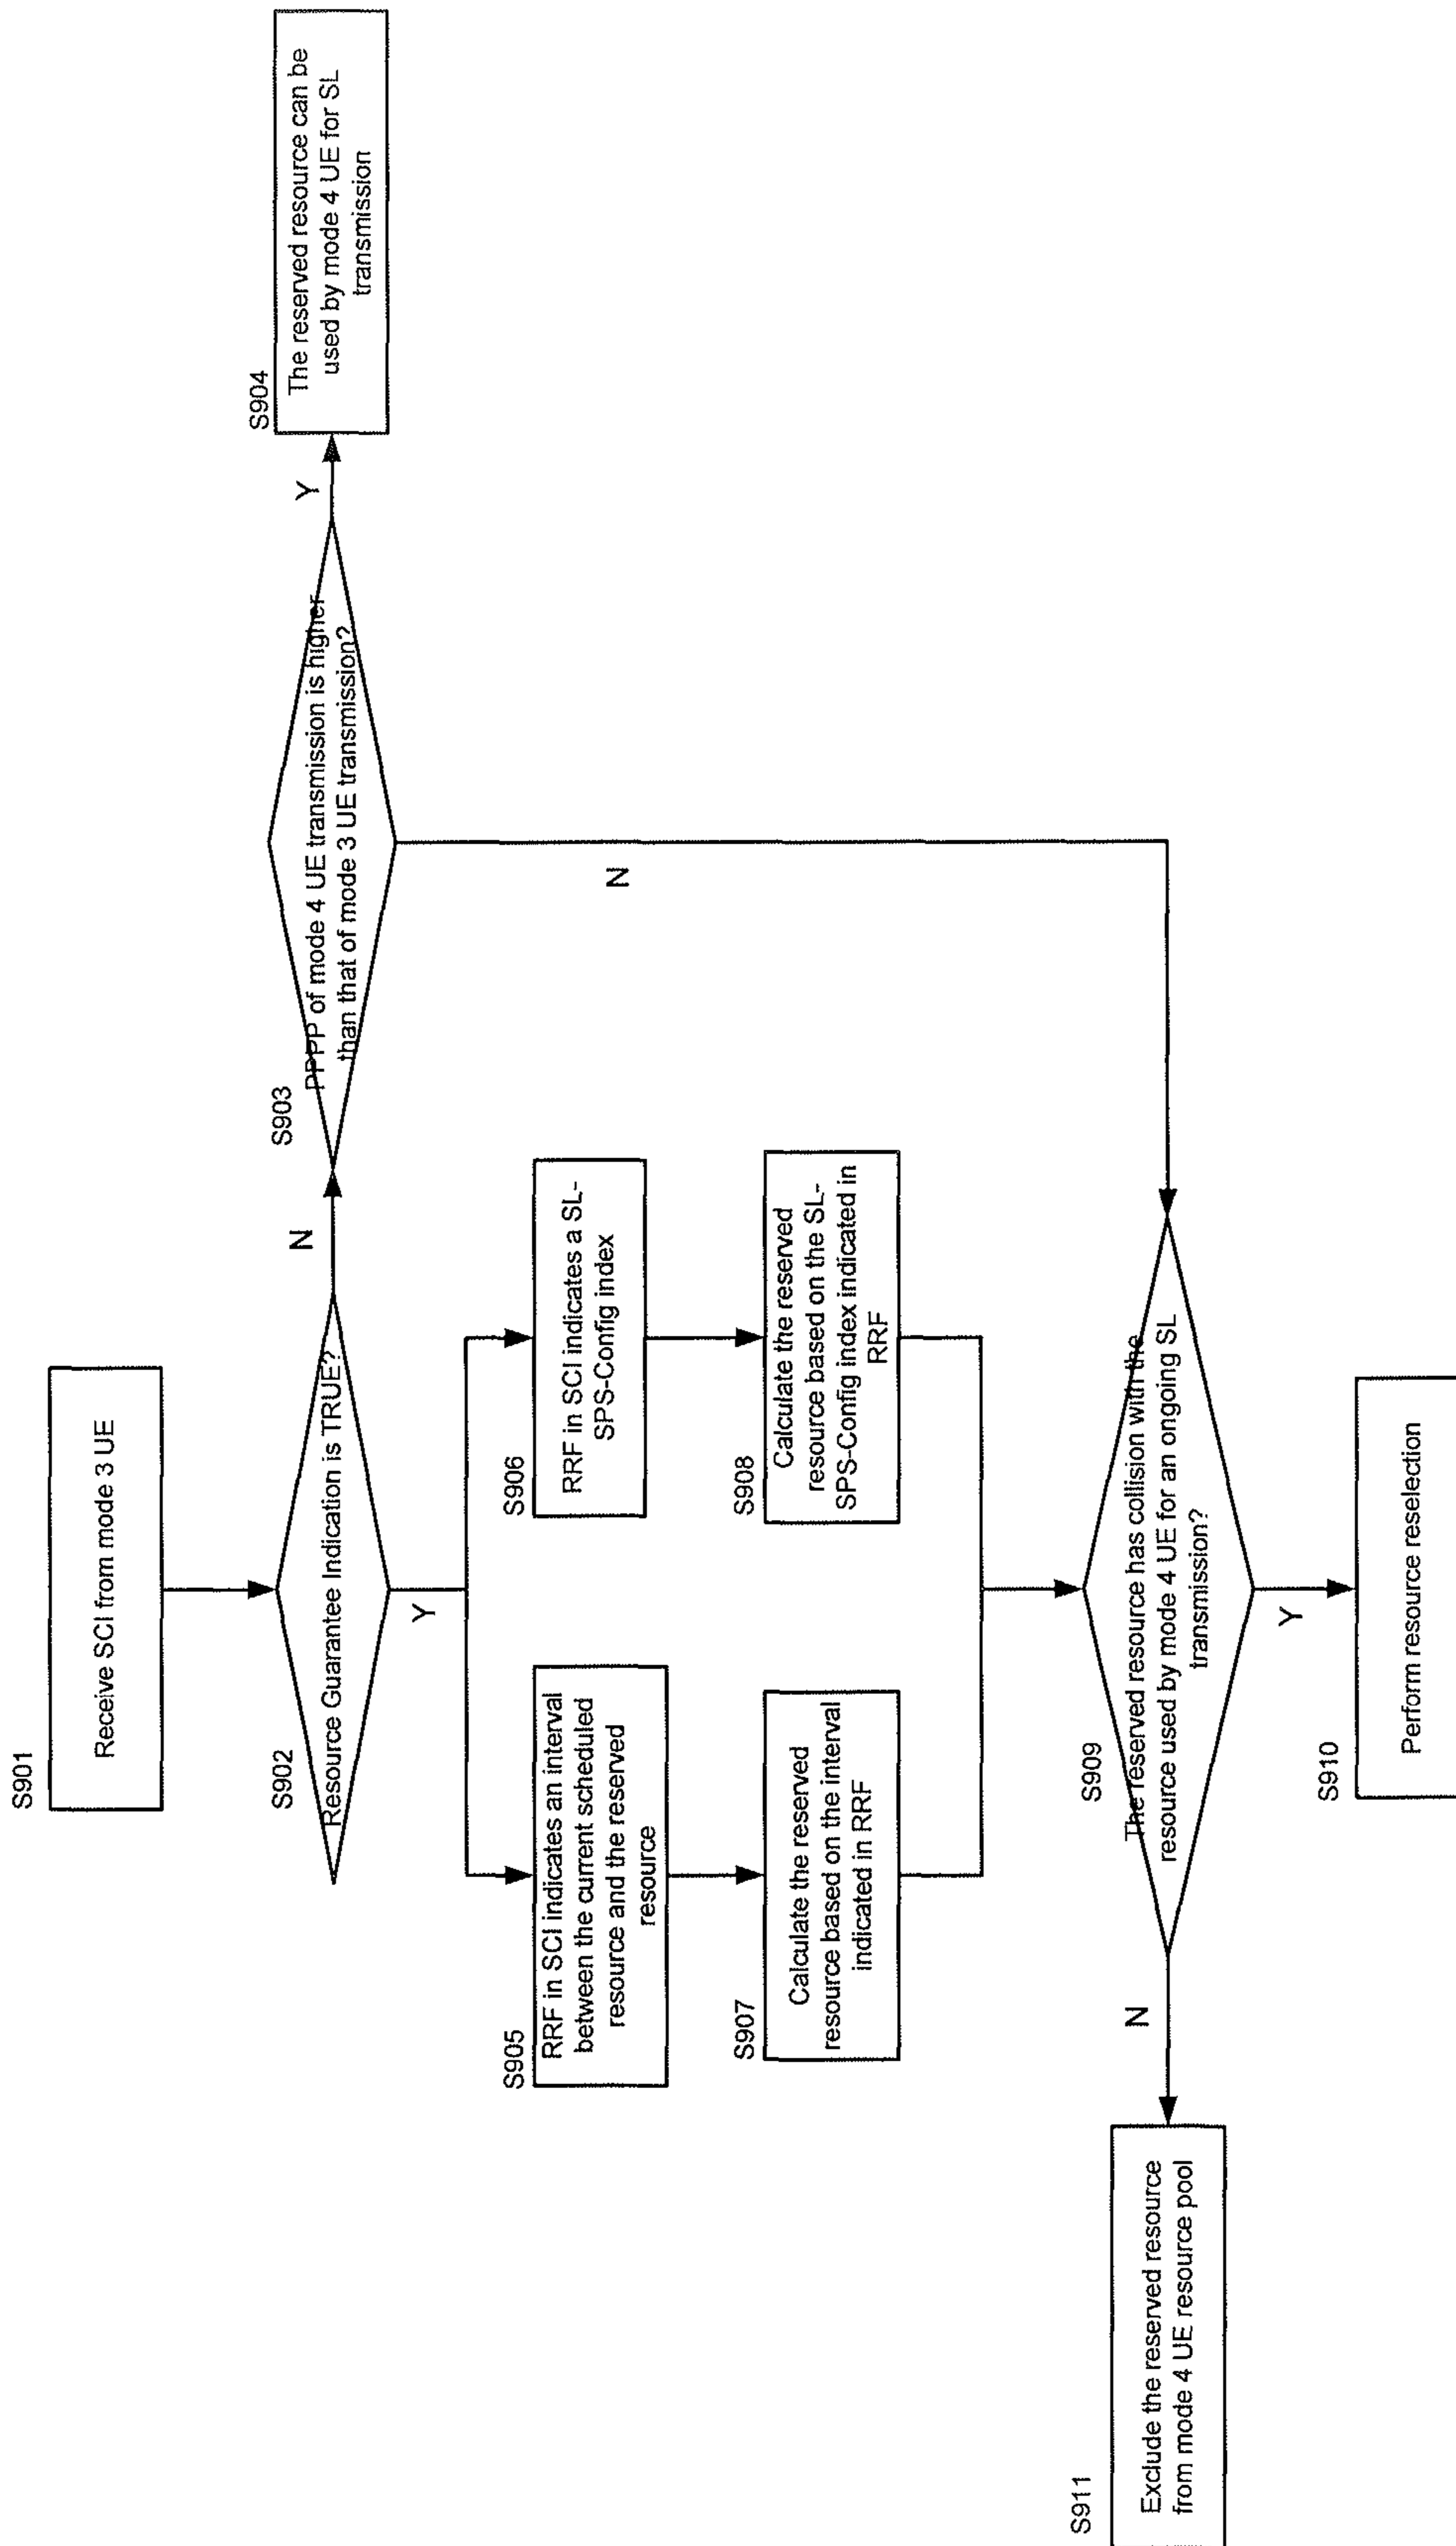 S901
Receive SCI from mode 3 UE
S902
Resource Guarantee Indication is TRUE?
N
Y
S903
PPPP of mode 4 UE transmission is higher
than that of mode 3 UE transmission?
Y
N
S904
The reserved resource can be
used by mode 4 UE for SL
transmission
S905
RRF in SCI indicates an interval
between the current scheduled
resource and the reserved
resource
S906
RRF in SCI indicates a SL-
SPS-Config index
S907
Calculate the reserved
resource based on the interval
indicated in RRF
S908
Calculate the reserved
resource based on the SL-
SPS-Config index indicated in
RRF
S909
The reserved resource has collision with the
resource used by mode 4 UE for an ongoing SL
transmission?
N
Y
S910
Perform resource reselection
S911
Exclude the reserved resource
from mode 4 UE resource pool